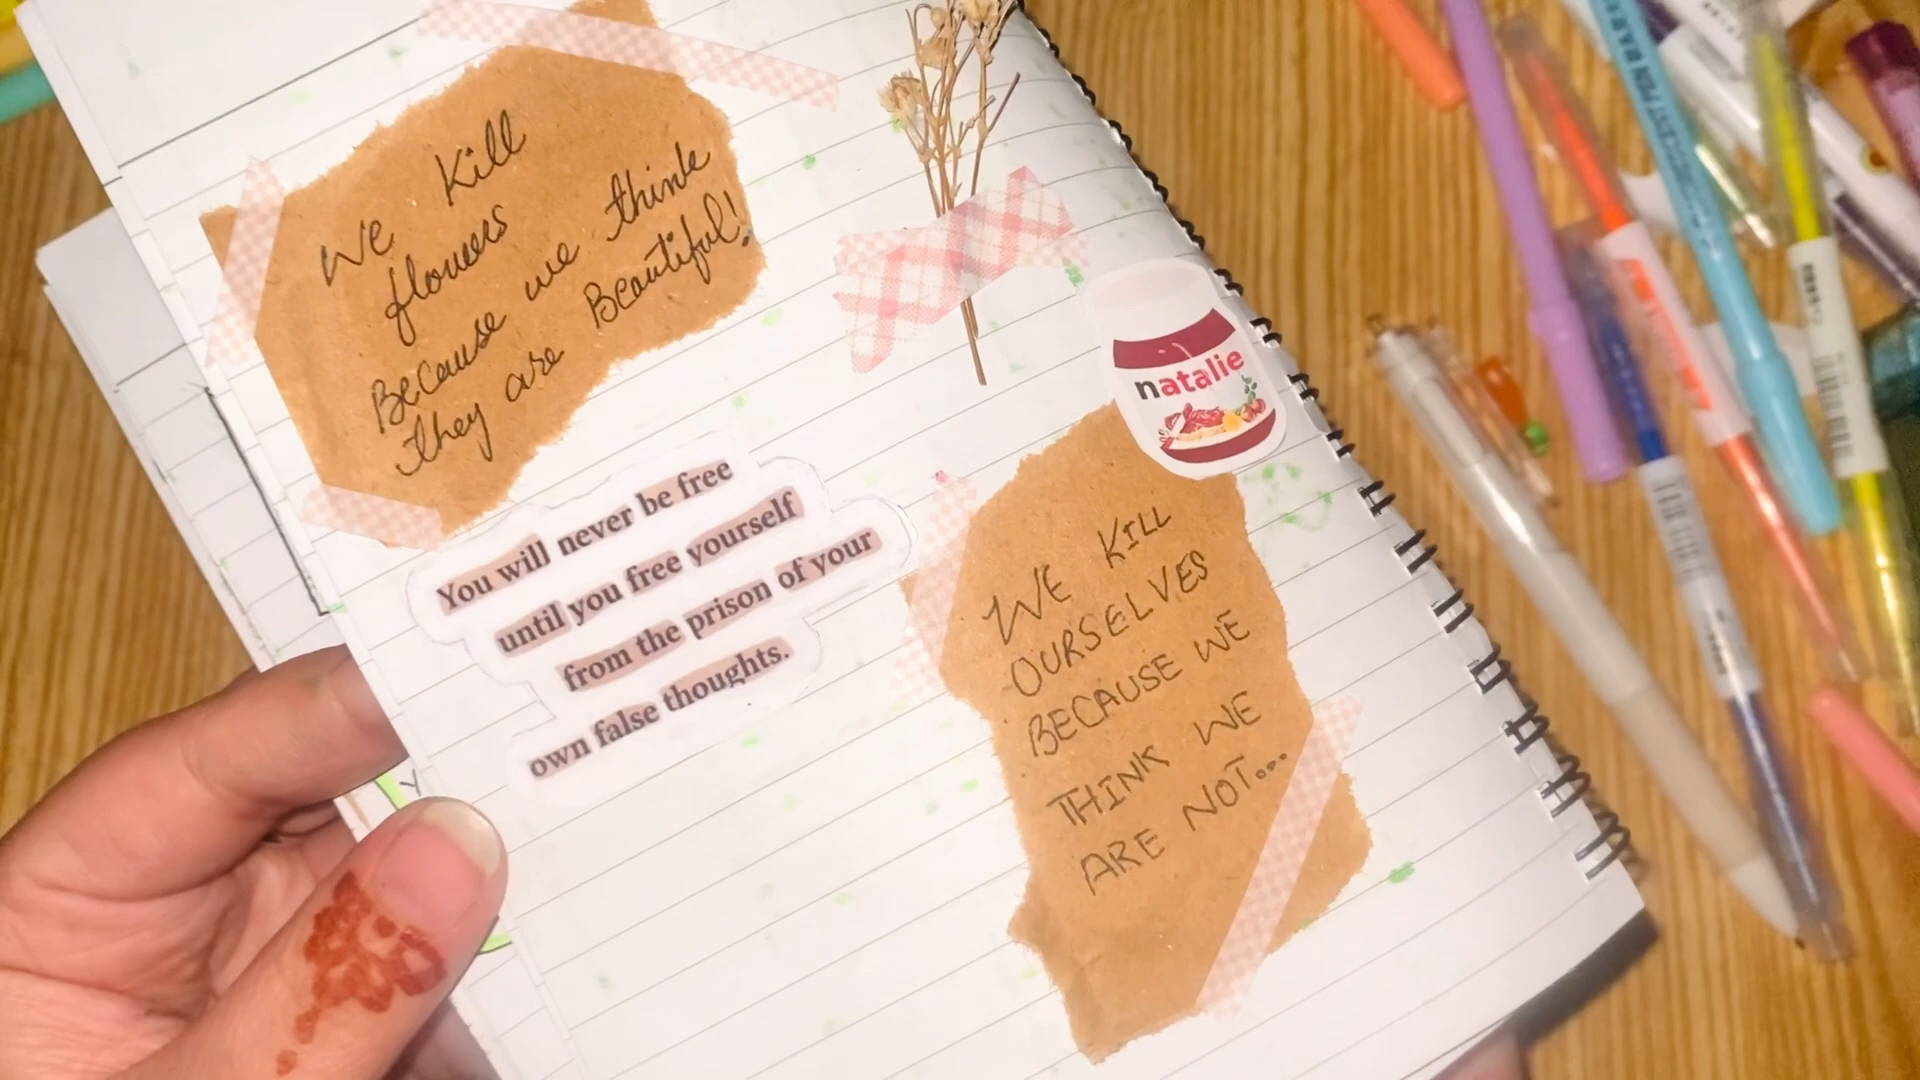 We Kill
flowers
Because we think
they are Beautiful!
You will never be free
until you free yourself
from the prison of your
own false thoughts.
natalie
WE KILL
OURSELVES
BECAUSE WE
THINK WE
ARE NOT...